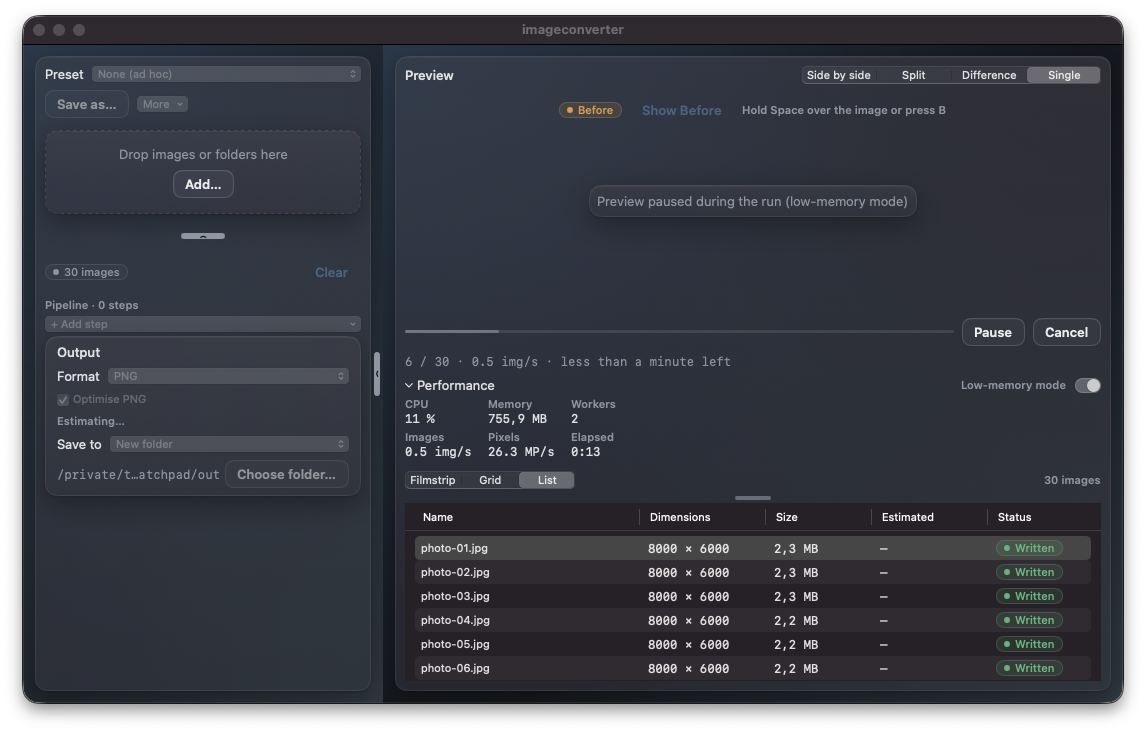 imageconverter
Preset None (ad hoc)
Save as... More
Drop images or folders here
Add...
30 images Clear
Pipeline · 0 steps
+ Add step
Output
Format PNG
Optimise PNG
Estimating...
Save to New folder
/private/t…atchpad/out Choose folder...
Preview Side by side Split Difference Single
Before Show Before Hold Space over the image or press B
Preview paused during the run (low-memory mode)
Pause Cancel
6 / 30 · 0.5 img/s · less than a minute left
Performance Low-memory mode
CPU Memory Workers
11 % 755,9 MB 2
Images Pixels Elapsed
0.5 img/s 26.3 MP/s 0:13
Filmstrip Grid List 30 images
Name Dimensions Size Estimated Status
photo-01.jpg 8000 × 6000 2,3 MB — Written
photo-02.jpg 8000 × 6000 2,3 MB — Written
photo-03.jpg 8000 × 6000 2,3 MB — Written
photo-04.jpg 8000 × 6000 2,2 MB — Written
photo-05.jpg 8000 × 6000 2,2 MB — Written
photo-06.jpg 8000 × 6000 2,2 MB — Written